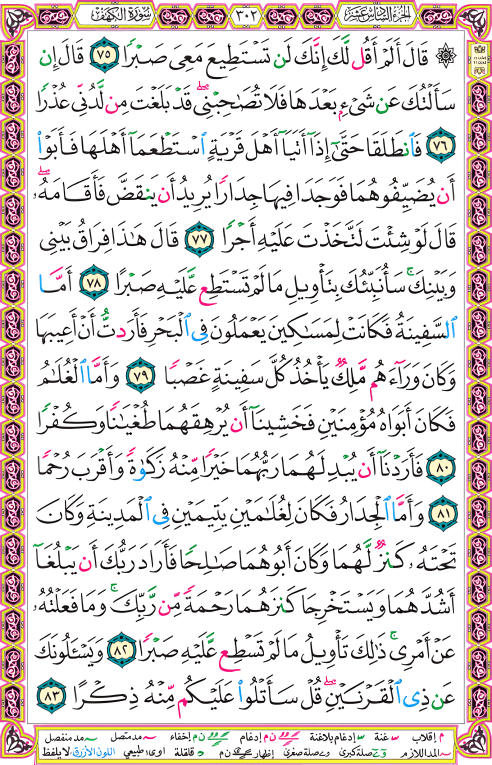 الجزء السادس عشر
٣٠٢
سورة الكهف
۞ قَالَ أَلَمْ أَقُل لَّكَ إِنَّكَ لَن تَسْتَطِيعَ مَعِيَ صَبْرًا ٧٥ قَالَ إِن
سَأَلْتُكَ عَن شَيْءٍۭ بَعْدَهَا فَلَا تُصَٰحِبْنِي ۖ قَدْ بَلَغْتَ مِن لَّدُنِّي عُذْرًا
٧٦ فَٱنطَلَقَا حَتَّىٰٓ إِذَآ أَتَيَآ أَهْلَ قَرْيَةٍ ٱسْتَطْعَمَآ أَهْلَهَا فَأَبَوْا۟
أَن يُضَيِّفُوهُمَا فَوَجَدَا فِيهَا جِدَارًا يُرِيدُ أَن يَنقَضَّ فَأَقَامَهُۥ ۖ
قَالَ لَوْ شِئْتَ لَتَّخَذْتَ عَلَيْهِ أَجْرًا ٧٧ قَالَ هَٰذَا فِرَاقُ بَيْنِي
وَبَيْنِكَ ۚ سَأُنَبِّئُكَ بِتَأْوِيلِ مَا لَمْ تَسْتَطِع عَّلَيْهِ صَبْرًا ٧٨ أَمَّا
ٱلسَّفِينَةُ فَكَانَتْ لِمَسَٰكِينَ يَعْمَلُونَ فِي ٱلْبَحْرِ فَأَرَدتُّ أَنْ أَعِيبَهَا
وَكَانَ وَرَآءَهُم مَّلِكٌ يَأْخُذُ كُلَّ سَفِينَةٍ غَصْبًا ٧٩ وَأَمَّا ٱلْغُلَٰمُ
فَكَانَ أَبَوَاهُ مُؤْمِنَيْنِ فَخَشِينَآ أَن يُرْهِقَهُمَا طُغْيَٰنًا وَكُفْرًا
٨٠ فَأَرَدْنَآ أَن يُبْدِلَهُمَا رَبُّهُمَا خَيْرًا مِّنْهُ زَكَوٰةً وَأَقْرَبَ رُحْمًا
٨١ وَأَمَّا ٱلْجِدَارُ فَكَانَ لِغُلَٰمَيْنِ يَتِيمَيْنِ فِي ٱلْمَدِينَةِ وَكَانَ
تَحْتَهُۥ كَنزٌ لَّهُمَا وَكَانَ أَبُوهُمَا صَٰلِحًا فَأَرَادَ رَبُّكَ أَن يَبْلُغَآ
أَشُدَّهُمَا وَيَسْتَخْرِجَا كَنزَهُمَا رَحْمَةً مِّن رَّبِّكَ ۚ وَمَا فَعَلْتُهُۥ
عَنْ أَمْرِي ۚ ذَٰلِكَ تَأْوِيلُ مَا لَمْ تَسْطِع عَّلَيْهِ صَبْرًا ٨٢ وَيَسْـَٔلُونَكَ
عَن ذِي ٱلْقَرْنَيْنِ ۖ قُلْ سَأَتْلُوا۟ عَلَيْكُم مِّنْهُ ذِكْرًا ٨٣
م إقلاب غنة إدغام بلاغنة ن م إدغام ن م إخفاء مد متصل مد منفصل
المد اللازم صلة كبرى صلة صغرى إظهار ن م قلقلة اوى طبيعي اللون الأزرق لا يلفظ